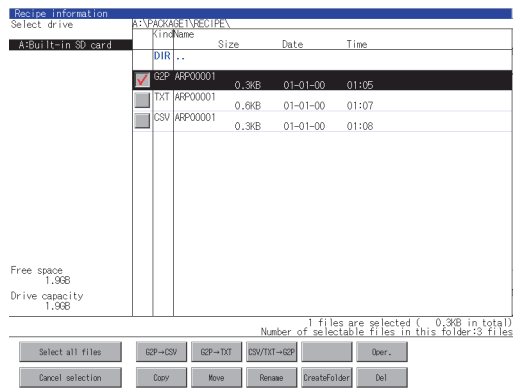 Recipe information
Select drive
A:\PACKAGE1\RECIPE\
A:Built-in SD card
Kind Name
Size Date Time
DIR ..
G2P ARP00001
0.3KB 01-01-00 01:05
TXT ARP00001
0.6KB 01-01-00 01:07
CSV ARP00001
0.3KB 01-01-00 01:08
Free space
1.9GB
Drive capacity
1.9GB
1 files are selected ( 0.3KB in total)
Number of selectable files in this folder:3 files
Select all files G2P→CSV G2P→TXT CSV/TXT→G2P Oper.
Cancel selection Copy Move Rename CreateFolder Del